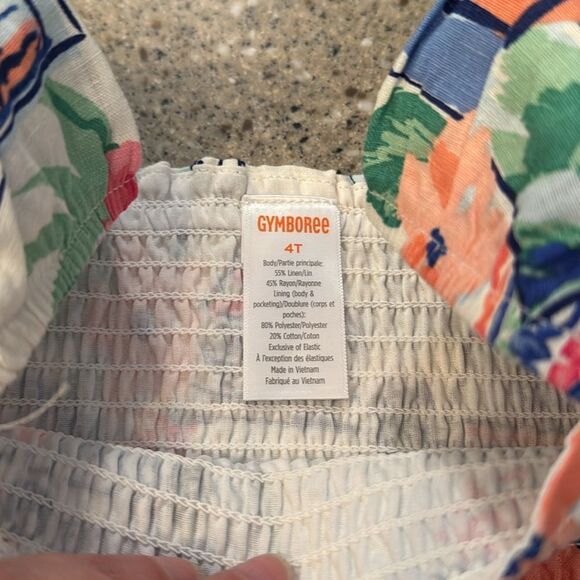 GYMBOREE
4T
Body/Partie principale:
55% Linen/Lin
45% Rayon/Rayonne
Lining (body &
pocketing)/Doublure (corps et
poches):
80% Polyester/Polyester
20% Cotton/Coton
Exclusive of Elastic
À l'exception des élastiques
Made in Vietnam
Fabriqué au Vietnam